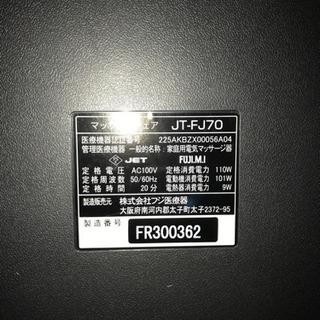 マッサージチェア JT-FJ70
医療機器認証番号 225AKBZX00056A04
管理医療機器 一般的名称:家庭用電気マッサージ器
JET FUJI.M.I
定格電圧 AC100V 定格消費電力 110W
定格周波数 50/60Hz 電動機消費電力 101W
定格時間 20分 電熱器消費電力 9W
製造販売元 株式会社フジ医療器
大阪府南河内郡太子町太子2372-95
製造番号 FR300362